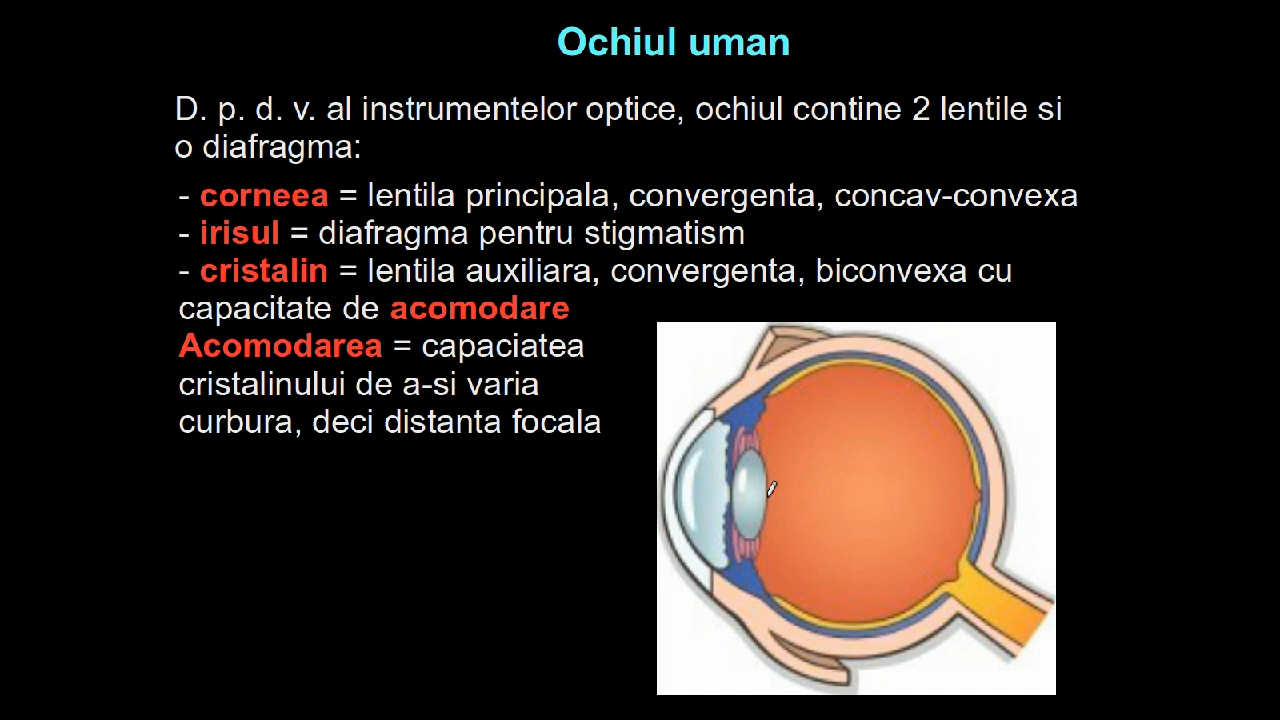 Ochiul uman
D. p. d. v. al instrumentelor optice, ochiul contine 2 lentile si
o diafragma:
- corneea = lentila principala, convergenta, concav-convexa
- irisul = diafragma pentru stigmatism
- cristalin = lentila auxiliara, convergenta, biconvexa cu
capacitate de acomodare
Acomodarea = capaciatea
cristalinului de a-si varia
curbura, deci distanta focala